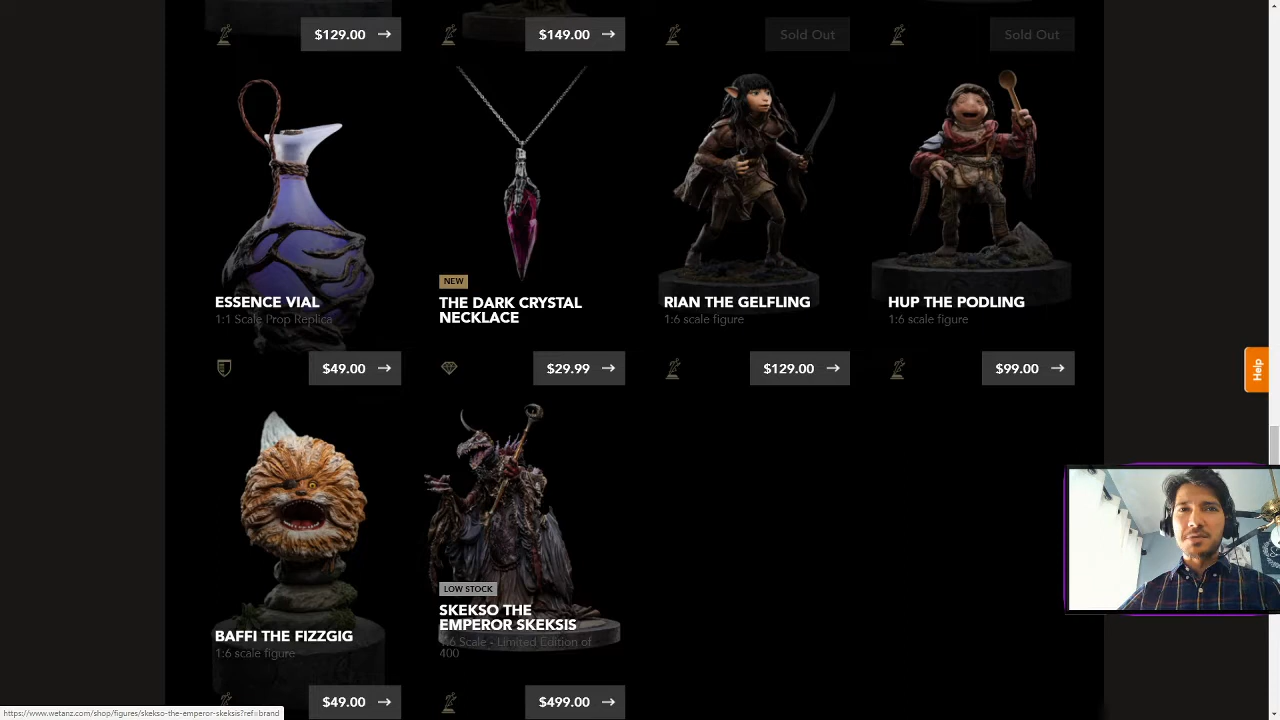 $129.00
$149.00
Sold Out
Sold Out
ESSENCE VIAL
1:1 Scale Prop Replica
$49.00
NEW
THE DARK CRYSTAL
NECKLACE
$29.99
RIAN THE GELFLING
1:6 scale figure
$129.00
HUP THE PODLING
1:6 scale figure
$99.00
Help
BAFFI THE FIZZGIG
1:6 scale figure
$49.00
LOW STOCK
SKEKSO THE
EMPEROR SKEKSIS
1:6 Scale - Limited Edition of
400
$499.00
https://www.wetanz.com/shop/figures/skekso-the-emperor-skeksis?ref=brand